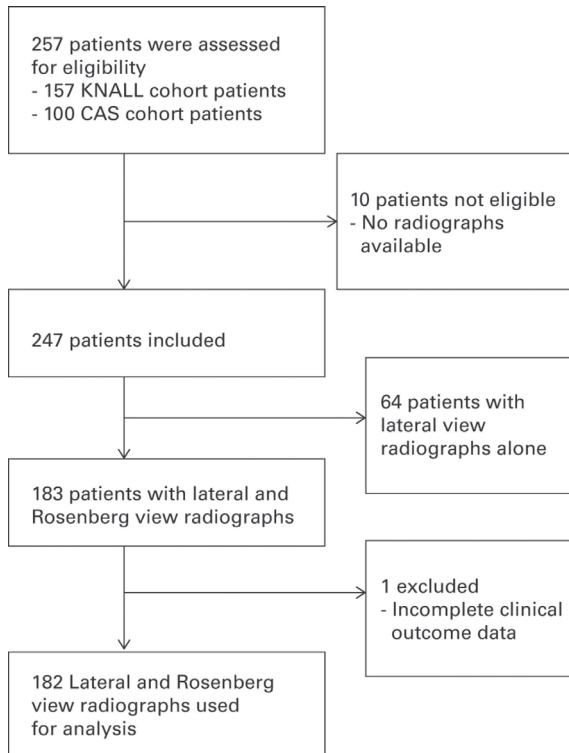 257 patients were assessed
for eligibility
- 157 KNALL cohort patients
- 100 CAS cohort patients
10 patients not eligible
- No radiographs
available
247 patients included
64 patients with
lateral view
radiographs alone
183 patients with lateral and
Rosenberg view radiographs
1 excluded
- Incomplete clinical
outcome data
182 Lateral and Rosenberg
view radiographs used
for analysis